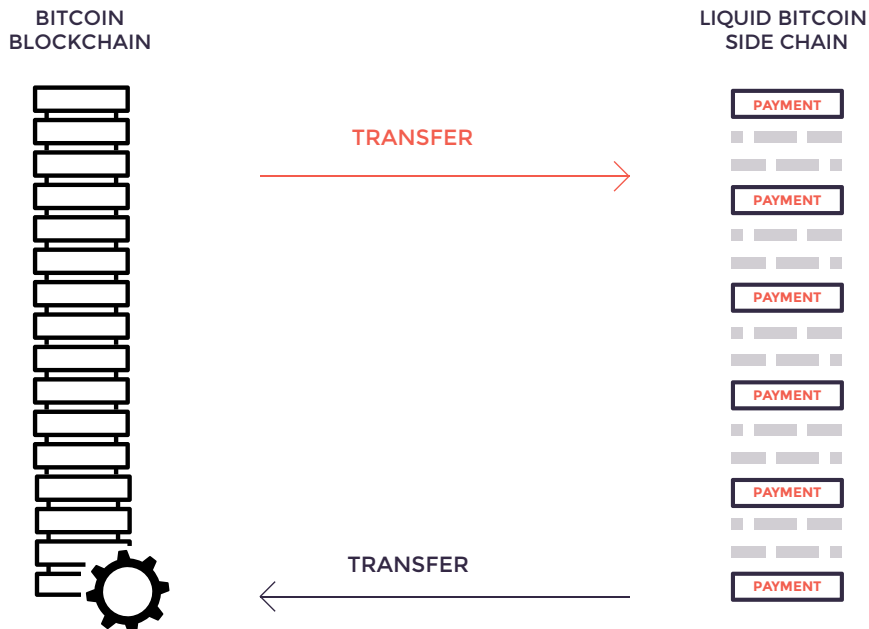 BITCOIN
BLOCKCHAIN
LIQUID BITCOIN
SIDE CHAIN
PAYMENT
TRANSFER
PAYMENT
PAYMENT
PAYMENT
PAYMENT
TRANSFER
PAYMENT